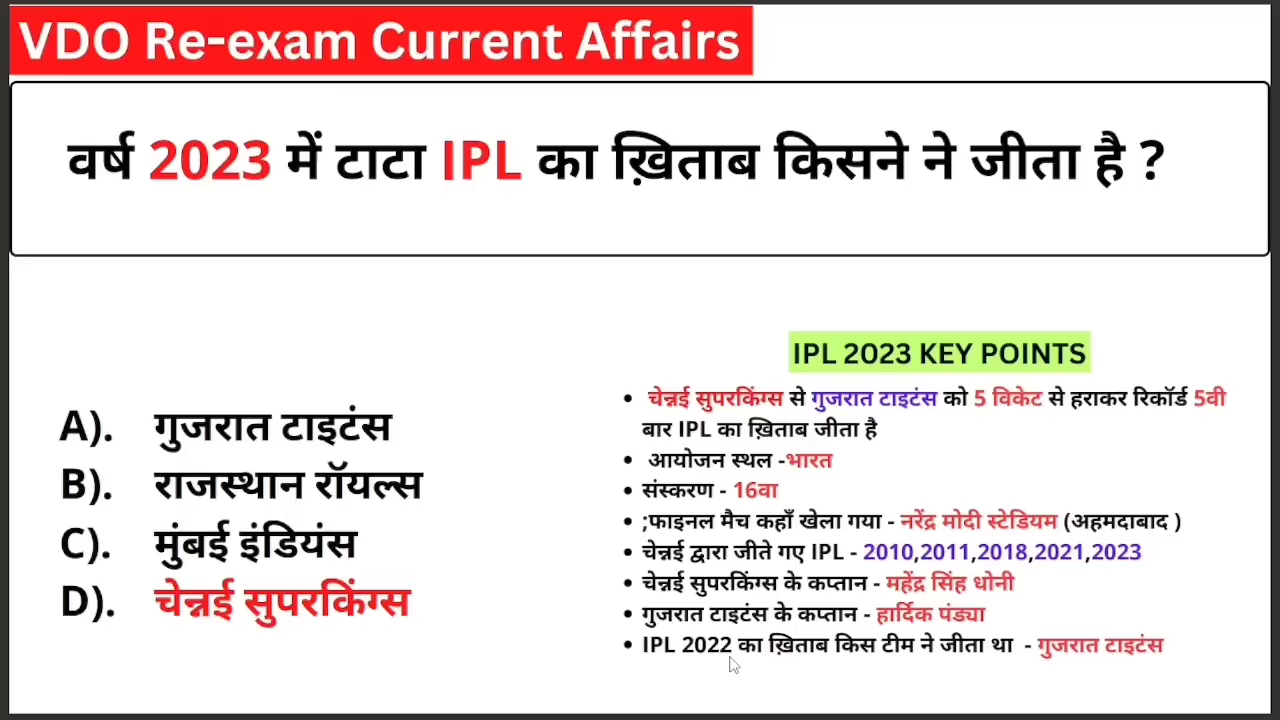 VDO Re-exam Current Affairs
वर्ष 2023 में टाटा IPL का ख़िताब किसने ने जीता है ?
A). गुजरात टाइटंस
B). राजस्थान रॉयल्स
C). मुंबई इंडियंस
D). चेन्नई सुपरकिंग्स
IPL 2023 KEY POINTS
• चेन्नई सुपरकिंग्स से गुजरात टाइटंस को 5 विकेट से हराकर रिकॉर्ड 5वी
बार IPL का ख़िताब जीता है
• आयोजन स्थल -भारत
• संस्करण - 16वा
• ;फाइनल मैच कहाँ खेला गया - नरेंद्र मोदी स्टेडियम (अहमदाबाद )
• चेन्नई द्वारा जीते गए IPL - 2010,2011,2018,2021,2023
• चेन्नई सुपरकिंग्स के कप्तान - महेंद्र सिंह धोनी
• गुजरात टाइटंस के कप्तान - हार्दिक पंड्या
• IPL 2022 का ख़िताब किस टीम ने जीता था - गुजरात टाइटंस